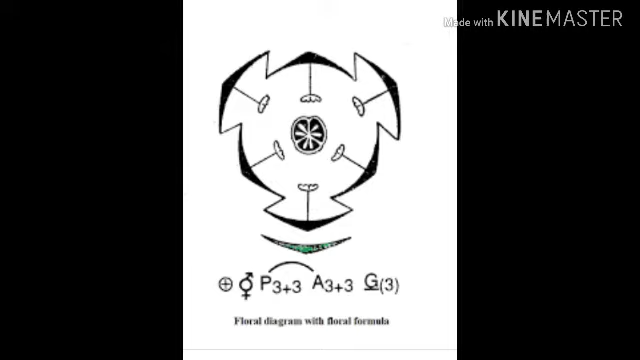 Made with KINEMASTER
⊕ ⚥ P3+3 A3+3 G(3)
Floral diagram with floral formula